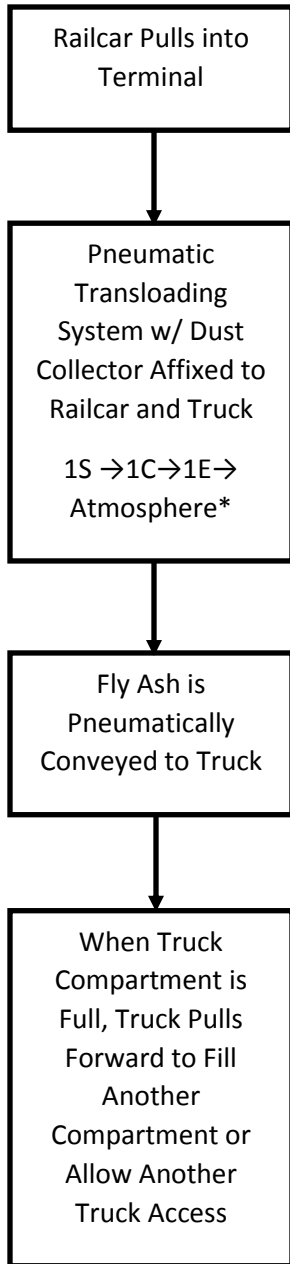 Railcar Pulls into
Terminal
Pneumatic
Transloading
System w/ Dust
Collector Affixed to
Railcar and Truck
1S →1C→1E→
Atmosphere*
Fly Ash is
Pneumatically
Conveyed to Truck
When Truck
Compartment is
Full, Truck Pulls
Forward to Fill
Another
Compartment or
Allow Another
Truck Access